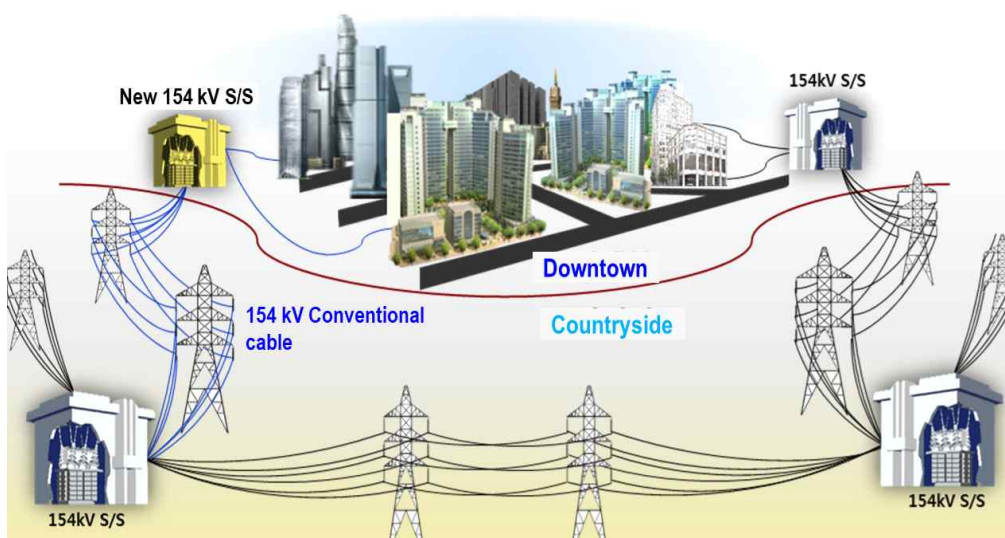 154kV S/S
New 154 kV S/S
Downtown
154 kV Conventional
cable
Countryside
154kV S/S
154kV S/S